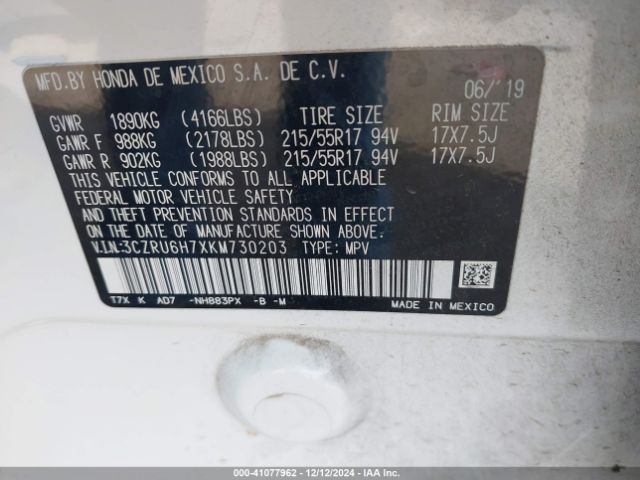 MFD.BY HONDA DE MEXICO S.A. DE C.V.
06/'19
GVWR 1890KG (4166LBS) TIRE SIZE RIM SIZE
GAWR F 988KG (2178LBS) 215/55R17 94V 17X7.5J
GAWR R 902KG (1988LBS) 215/55R17 94V 17X7.5J
THIS VEHICLE CONFORMS TO ALL APPLICABLE
FEDERAL MOTOR VEHICLE SAFETY, BUMPER,
AND THEFT PREVENTION STANDARDS IN EFFECT
ON THE DATE OF MANUFACTURE SHOWN ABOVE.
V.I.N:3CZRU6H7XKM730203 TYPE: MPV
T7X K AD7 -NH883PX -B -M
MADE IN MEXICO
000-41077962 - 12/12/2024 - IAA Inc.